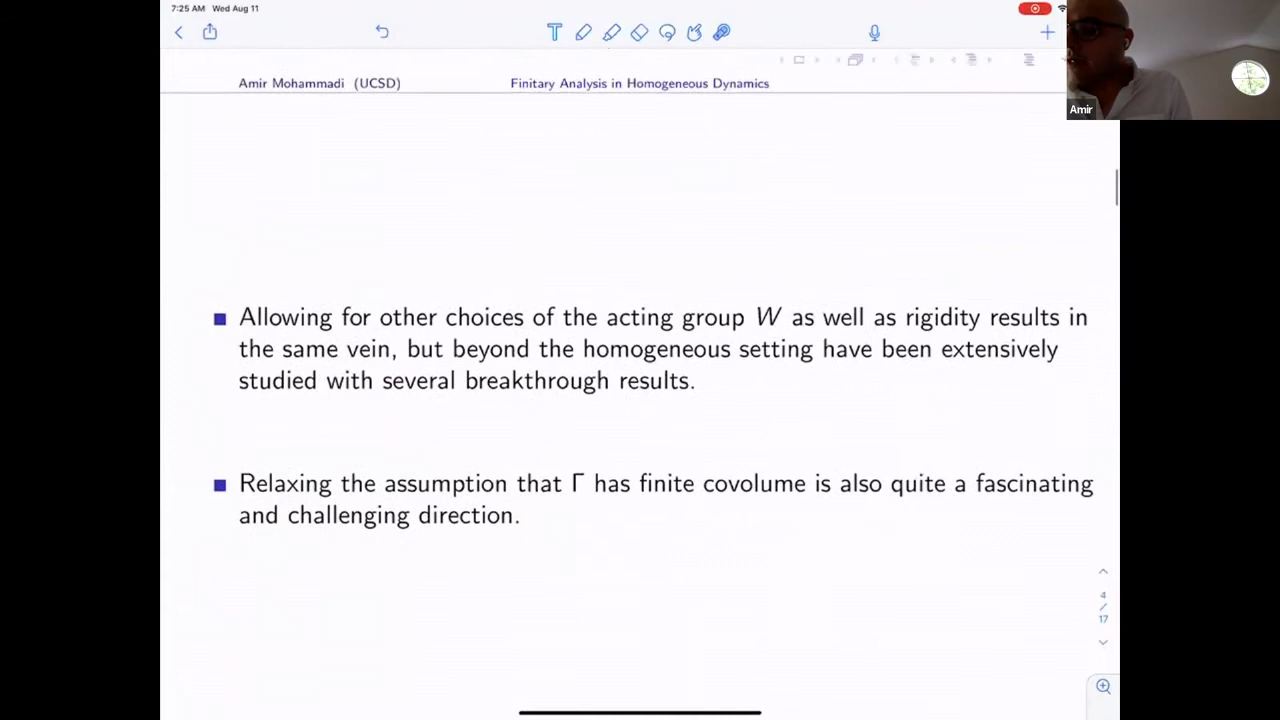 7:25 AM Wed Aug 11
Amir Mohammadi (UCSD) Finitary Analysis in Homogeneous Dynamics
Amir
Allowing for other choices of the acting group W as well as rigidity results in
the same vein, but beyond the homogeneous setting have been extensively
studied with several breakthrough results.
Relaxing the assumption that Γ has finite covolume is also quite a fascinating
and challenging direction.
4
/
17